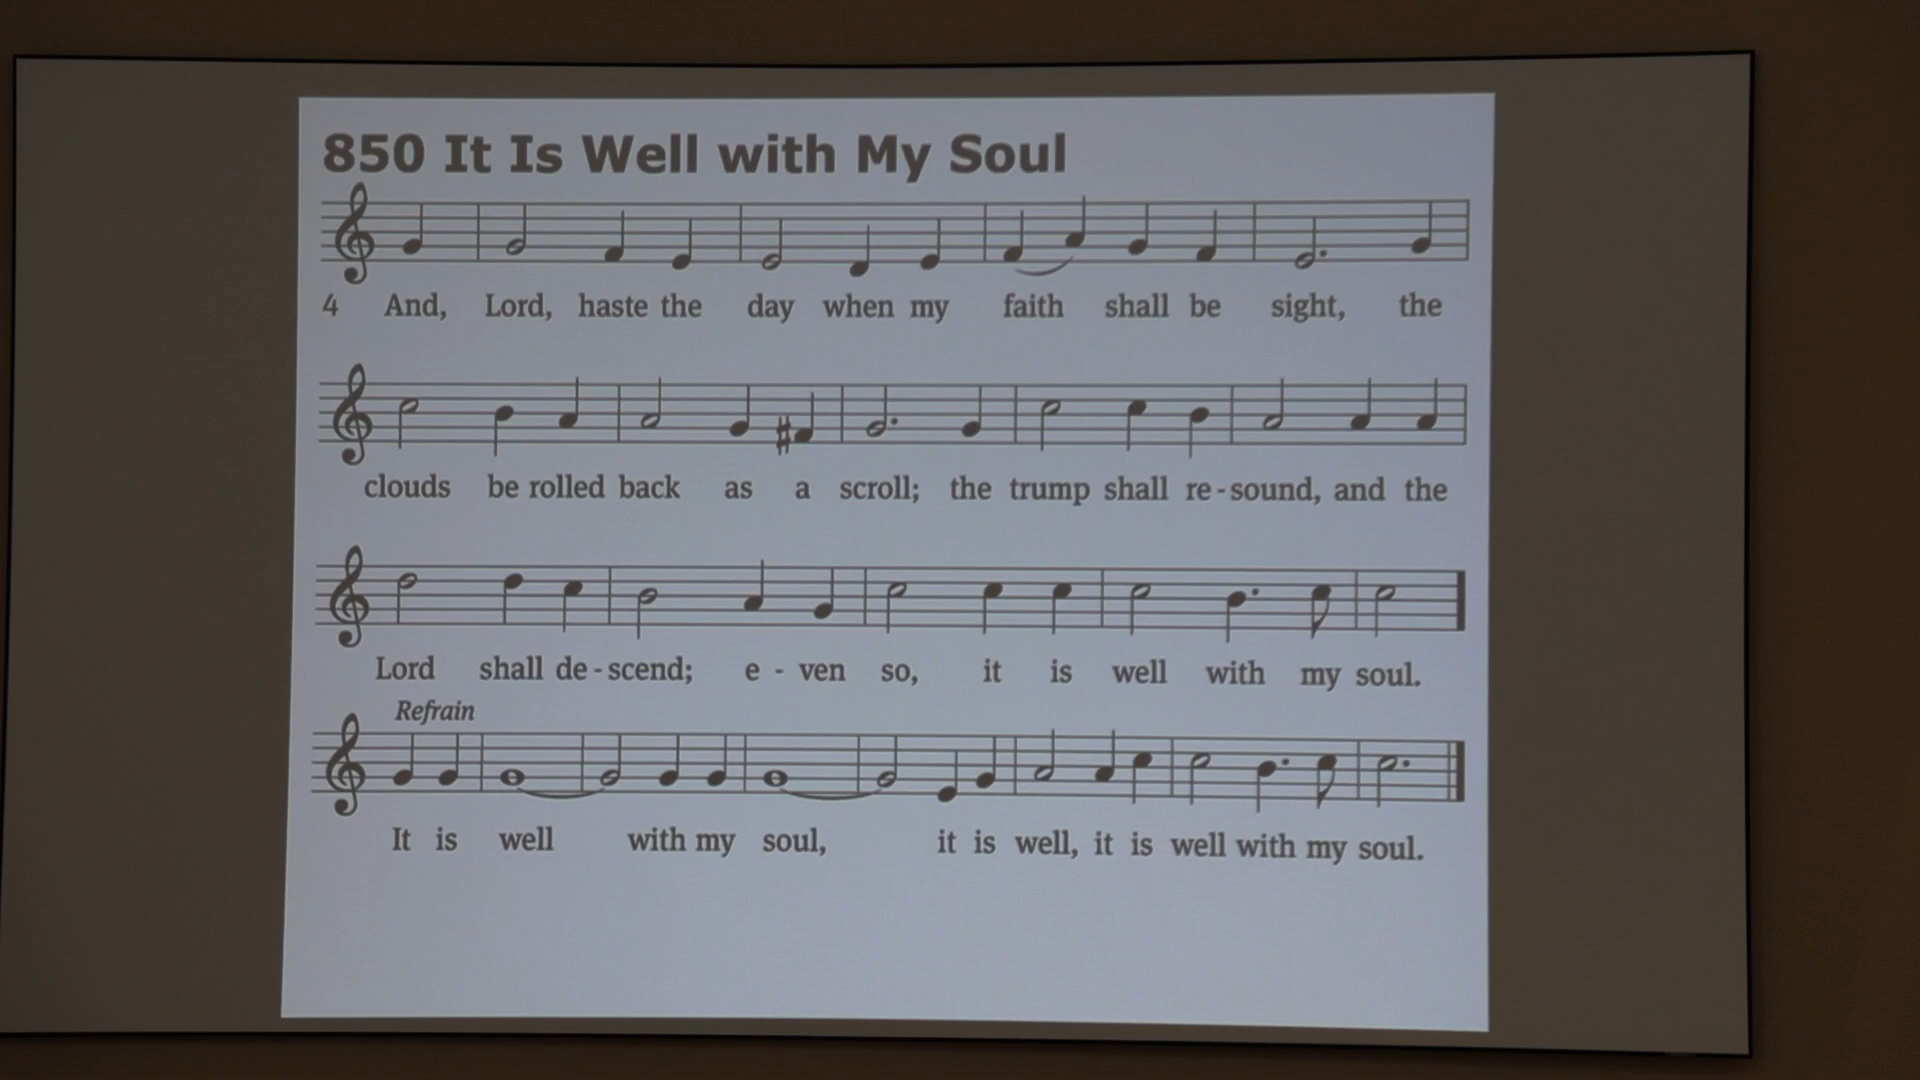 850 It Is Well with My Soul
4 And, Lord, haste the day when my faith shall be sight, the
clouds be rolled back as a scroll; the trump shall re - sound, and the
Lord shall de - scend; e - ven so, it is well with my soul.
Refrain
It is well with my soul, it is well, it is well with my soul.